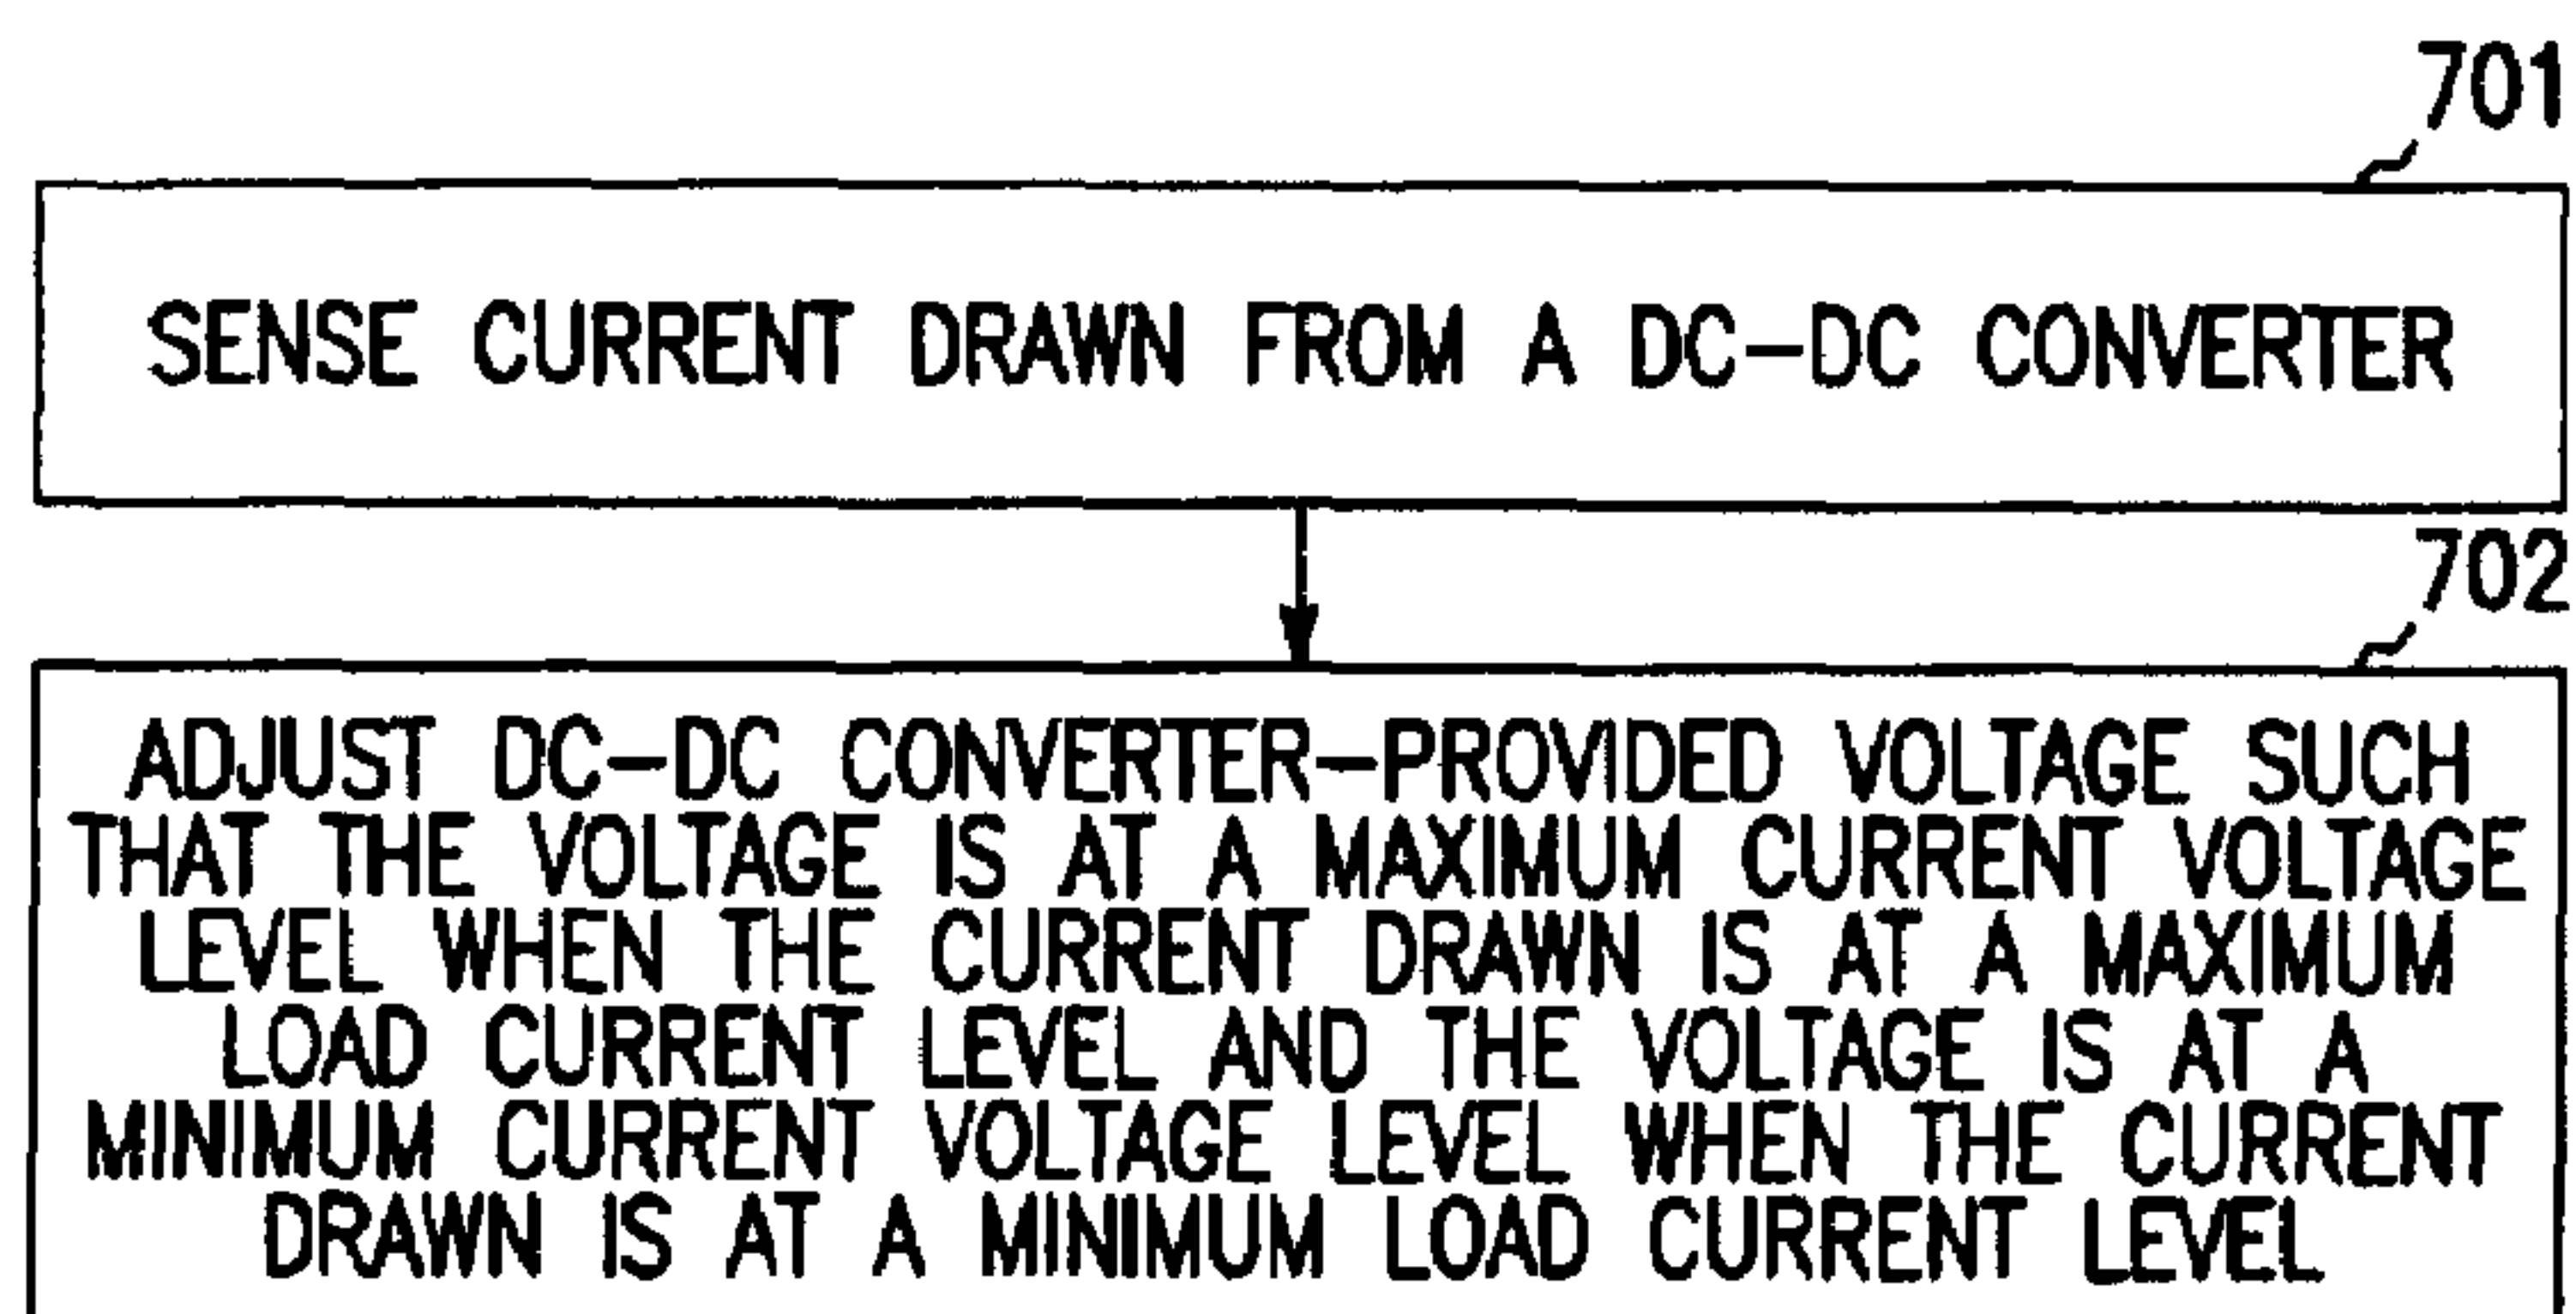 701
SENSE CURRENT DRAWN FROM A DC-DC CONVERTER
702
ADJUST DC-DC CONVERTER-PROVIDED VOLTAGE SUCH
THAT THE VOLTAGE IS AT A MAXIMUM CURRENT VOLTAGE
LEVEL WHEN THE CURRENT DRAWN IS AT A MAXIMUM
LOAD CURRENT LEVEL AND THE VOLTAGE IS AT A
MINIMUM CURRENT VOLTAGE LEVEL WHEN THE CURRENT
DRAWN IS AT A MINIMUM LOAD CURRENT LEVEL